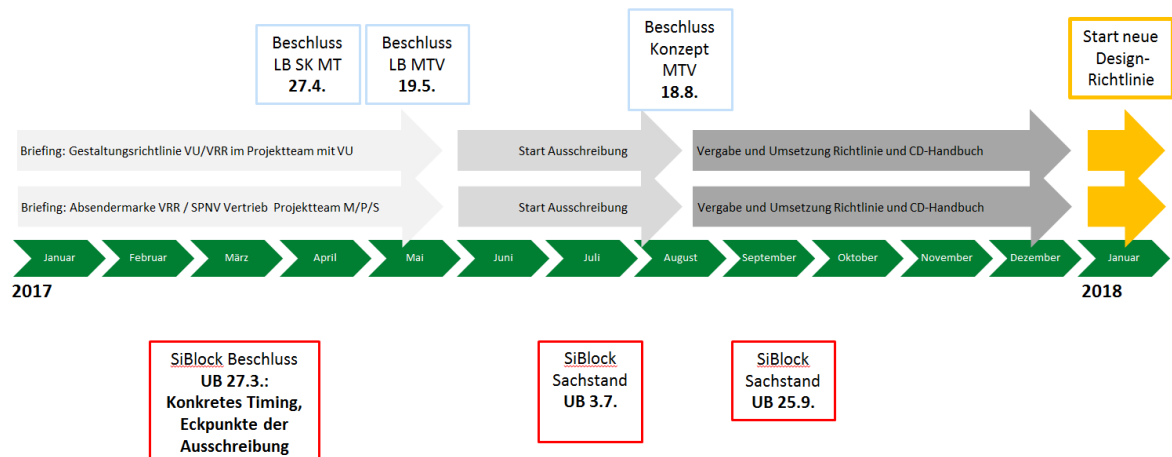 Beschluss
LB SK MT
27.4.
Beschluss
LB MTV
19.5.
Beschluss
Konzept
MTV
18.8.
Start neue
Design-
Richtlinie
Briefing: Gestaltungsrichtlinie VU/VRR im Projektteam mit VU
Start Ausschreibung
Vergabe und Umsetzung Richtlinie und CD-Handbuch
Briefing: Absendermarke VRR / SPNV Vertrieb  Projektteam M/P/S
Start Ausschreibung
Vergabe und Umsetzung Richtlinie und CD-Handbuch
Januar
Februar
März
April
Mai
Juni
Juli
August
September
Oktober
November
Dezember
Januar
2017
2018
SiBlock Beschluss
UB 27.3.:
Konkretes Timing,
Eckpunkte der
Ausschreibung
SiBlock
Sachstand
UB 3.7.
SiBlock
Sachstand
UB 25.9.